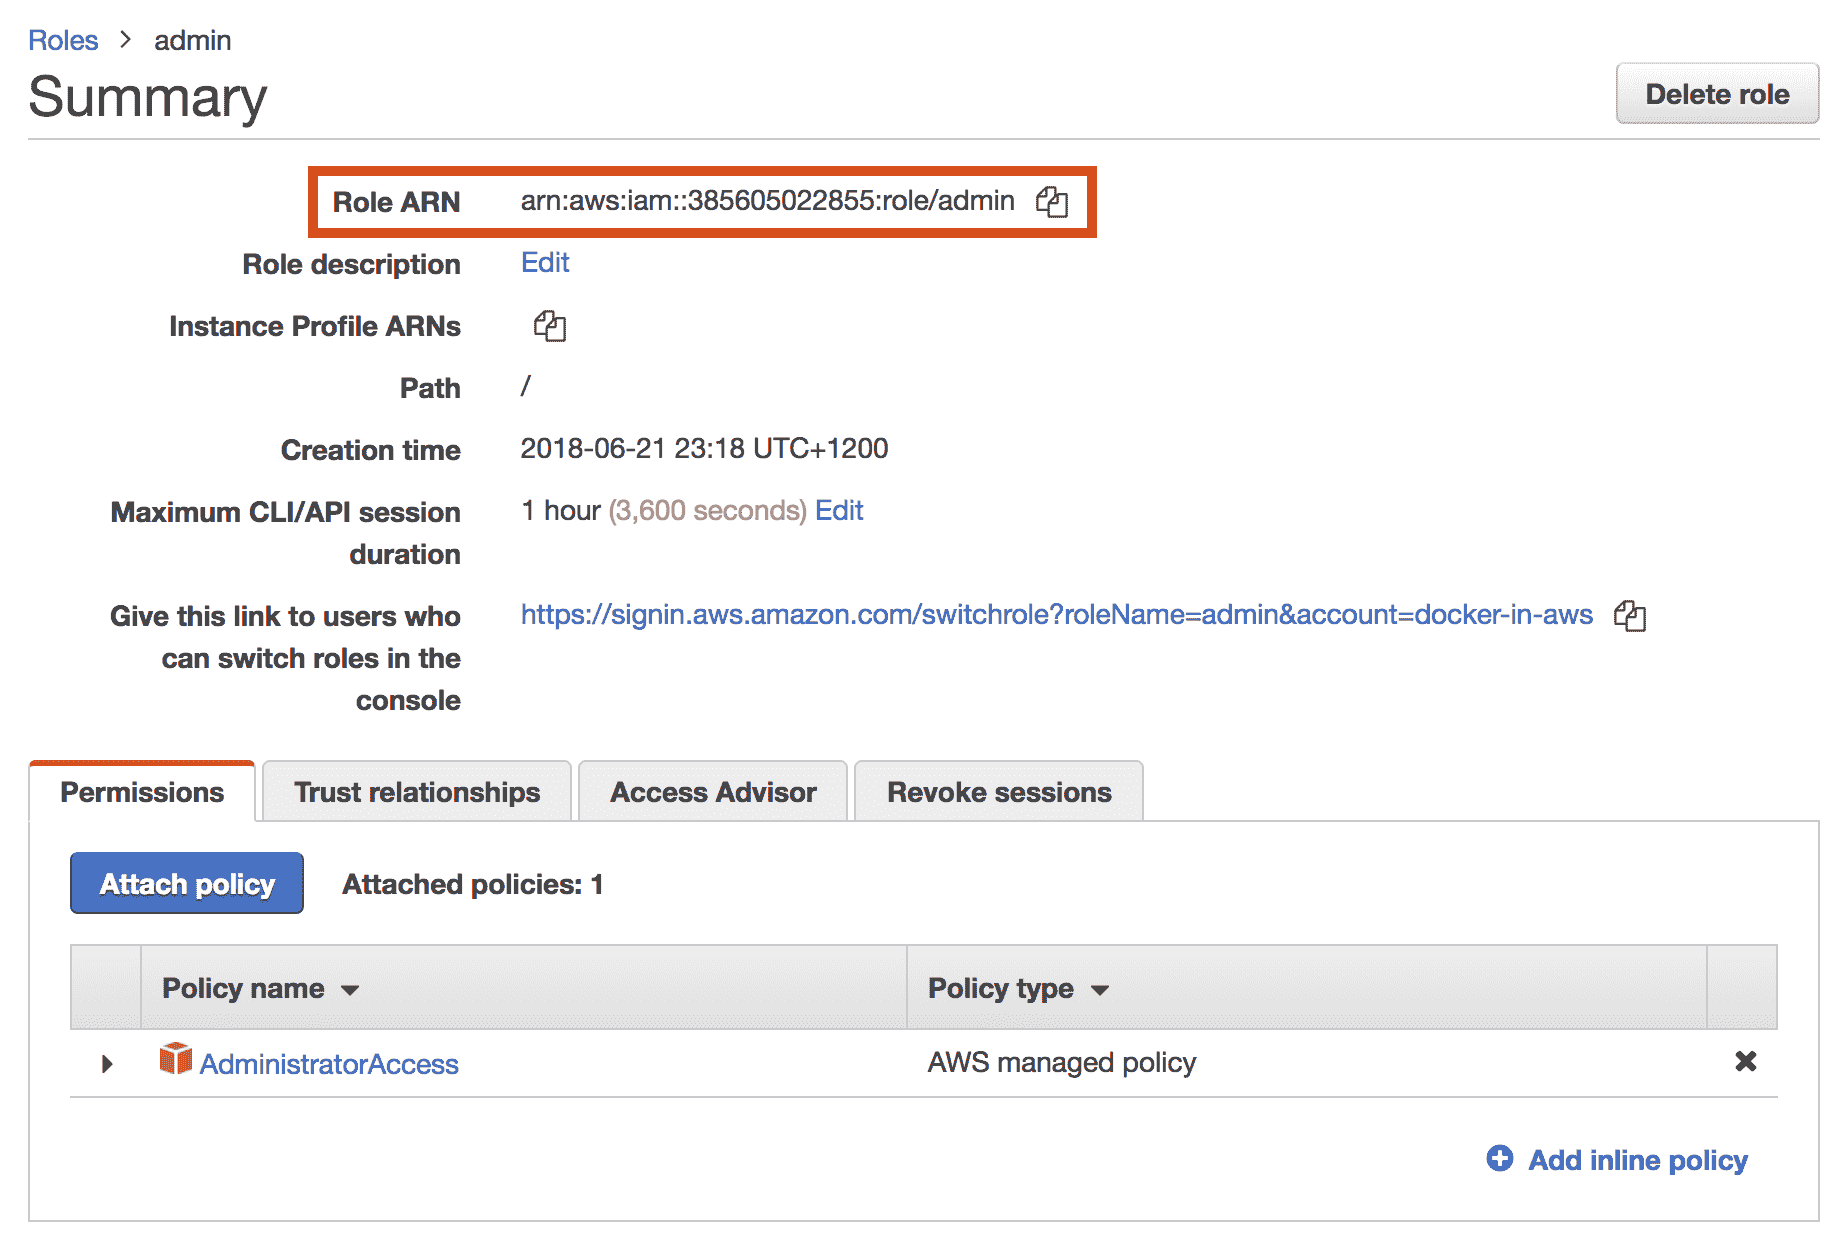 Roles > admin
Summary
Delete role
Role ARN arn:aws:iam::385605022855:role/admin
Role description Edit
Instance Profile ARNs
Path /
Creation time 2018-06-21 23:18 UTC+1200
Maximum CLI/API session 1 hour (3,600 seconds) Edit
duration
Give this link to users who https://signin.aws.amazon.com/switchrole?roleName=admin&account=docker-in-aws
can switch roles in the
console
Permissions Trust relationships Access Advisor Revoke sessions
Attach policy Attached policies: 1
Policy name Policy type
AdministratorAccess AWS managed policy
Add inline policy